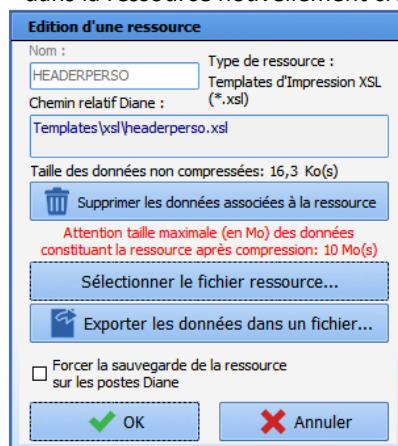 Edition d'une ressource
Nom :
HEADERPERSO
Type de ressource :
Templates d'Impression XSL
(*.xsl)
Chemin relatif Diane :
Templates\xsl\headerperso.xsl
Taille des données non compressées: 16,3 Ko(s)
Supprimer les données associées à la ressource
Attention taille maximale (en Mo) des données
constituant la ressource après compression: 10 Mo(s)
Sélectionner le fichier ressource...
Exporter les données dans un fichier...
Forcer la sauvegarde de la ressource
sur les postes Diane
OK
Annuler